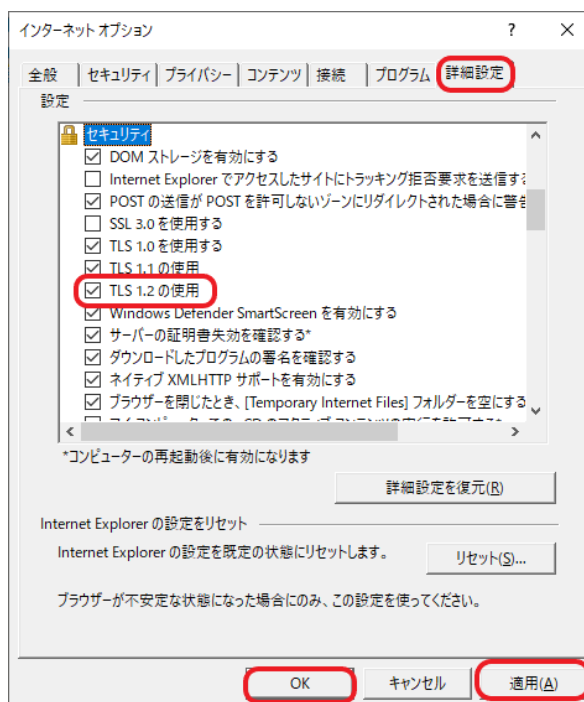 インターネット オプション ? ×
全般 セキュリティ プライバシー コンテンツ 接続 プログラム 詳細設定
設定
セキュリティ
DOM ストレージを有効にする
Internet Explorer でアクセスしたサイトにトラッキング拒否要求を送信す
POST の送信が POST を許可しないゾーンにリダイレクトされた場合に警
SSL 3.0 を使用する
TLS 1.0 を使用する
TLS 1.1 の使用
TLS 1.2 の使用
Windows Defender SmartScreen を有効にする
サーバーの証明書失効を確認する*
ダウンロードしたプログラムの署名を確認する
ネイティブ XMLHTTP サポートを有効にする
ブラウザーを閉じたとき、[Temporary Internet Files] フォルダーを空にする
*コンピューターの再起動後に有効になります
詳細設定を復元(R)
Internet Explorer の設定をリセット
Internet Explorer の設定を既定の状態にリセットします。
リセット(S)...
ブラウザーが不安定な状態になった場合にのみ、この設定を使ってください。
OK キャンセル 適用(A)